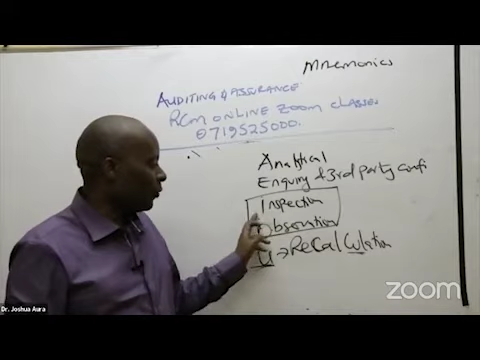 Mnemonics
AUDITING & ASSURANCE
RCM ONLINE ZOOM classes
0719525000.
Analytical
Enquiry & 3rd party Confi
Inspection
Observation
U → ReCalculation
zoom
Dr. Joshua Aura